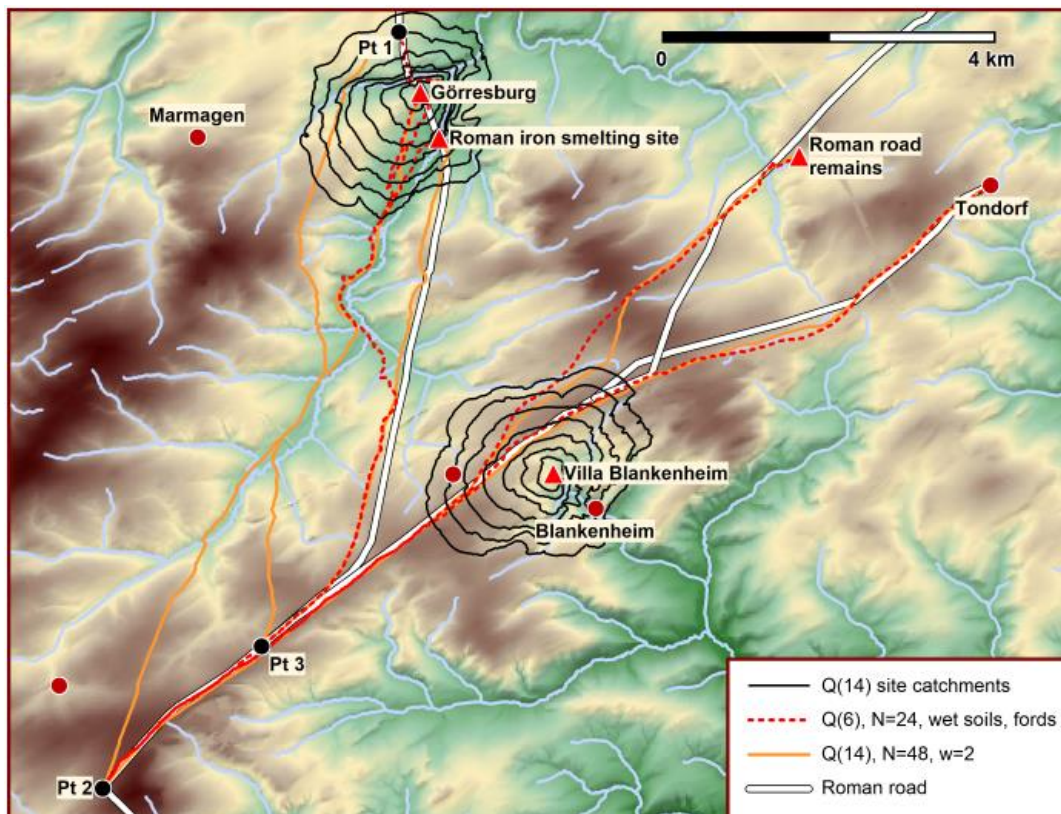 Pt 1
0
4 km
Görresburg
Marmagen
Roman iron smelting site
Roman road
remains
Tondorf
Villa Blankenheim
Blankenheim
Pt 3
Pt 2
Q(14) site catchments
Q(6), N=24, wet soils, fords
Q(14), N=48, w=2
Roman road